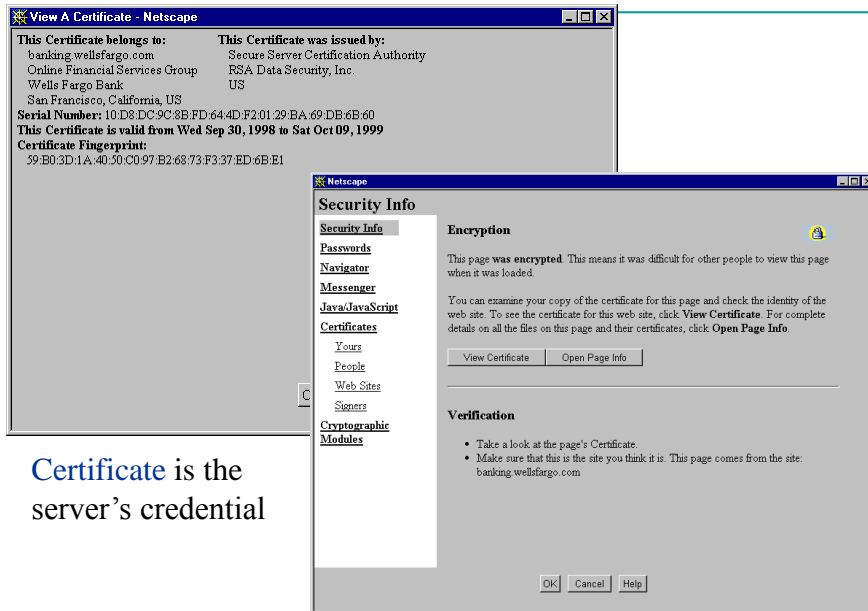 View A Certificate - Netscape
This Certificate belongs to:
banking.wellsfargo.com
Online Financial Services Group
Wells Fargo Bank
San Francisco, California, US
This Certificate was issued by:
Secure Server Certification Authority
RSA Data Security, Inc.
US
Serial Number: 10:D8:DC:9C:8B:FD:64:4D:F2:01:29:BA:69:DB:6B:60
This Certificate is valid from Wed Sep 30, 1998 to Sat Oct 09, 1999
Certificate Fingerprint:
59:B0:3D:1A:40:50:C0:97:B2:68:73:F3:37:ED:6B:E1
Netscape
Security Info
Security Info
Passwords
Navigator
Messenger
Java/JavaScript
Certificates
Yours
People
Web Sites
Signers
Cryptographic
Modules
Encryption
This page was encrypted. This means it was difficult for other people to view this page
when it was loaded.
You can examine your copy of the certificate for this page and check the identity of the
web site. To see the certificate for this web site, click View Certificate. For complete
details on all the files on this page and their certificates, click Open Page Info.
View Certificate
Open Page Info
Verification
• Take a look at the page's Certificate.
• Make sure that this is the site you think it is. This page comes from the site:
banking.wellsfargo.com
OK
Cancel
Help
Certificate is the
server’s credential